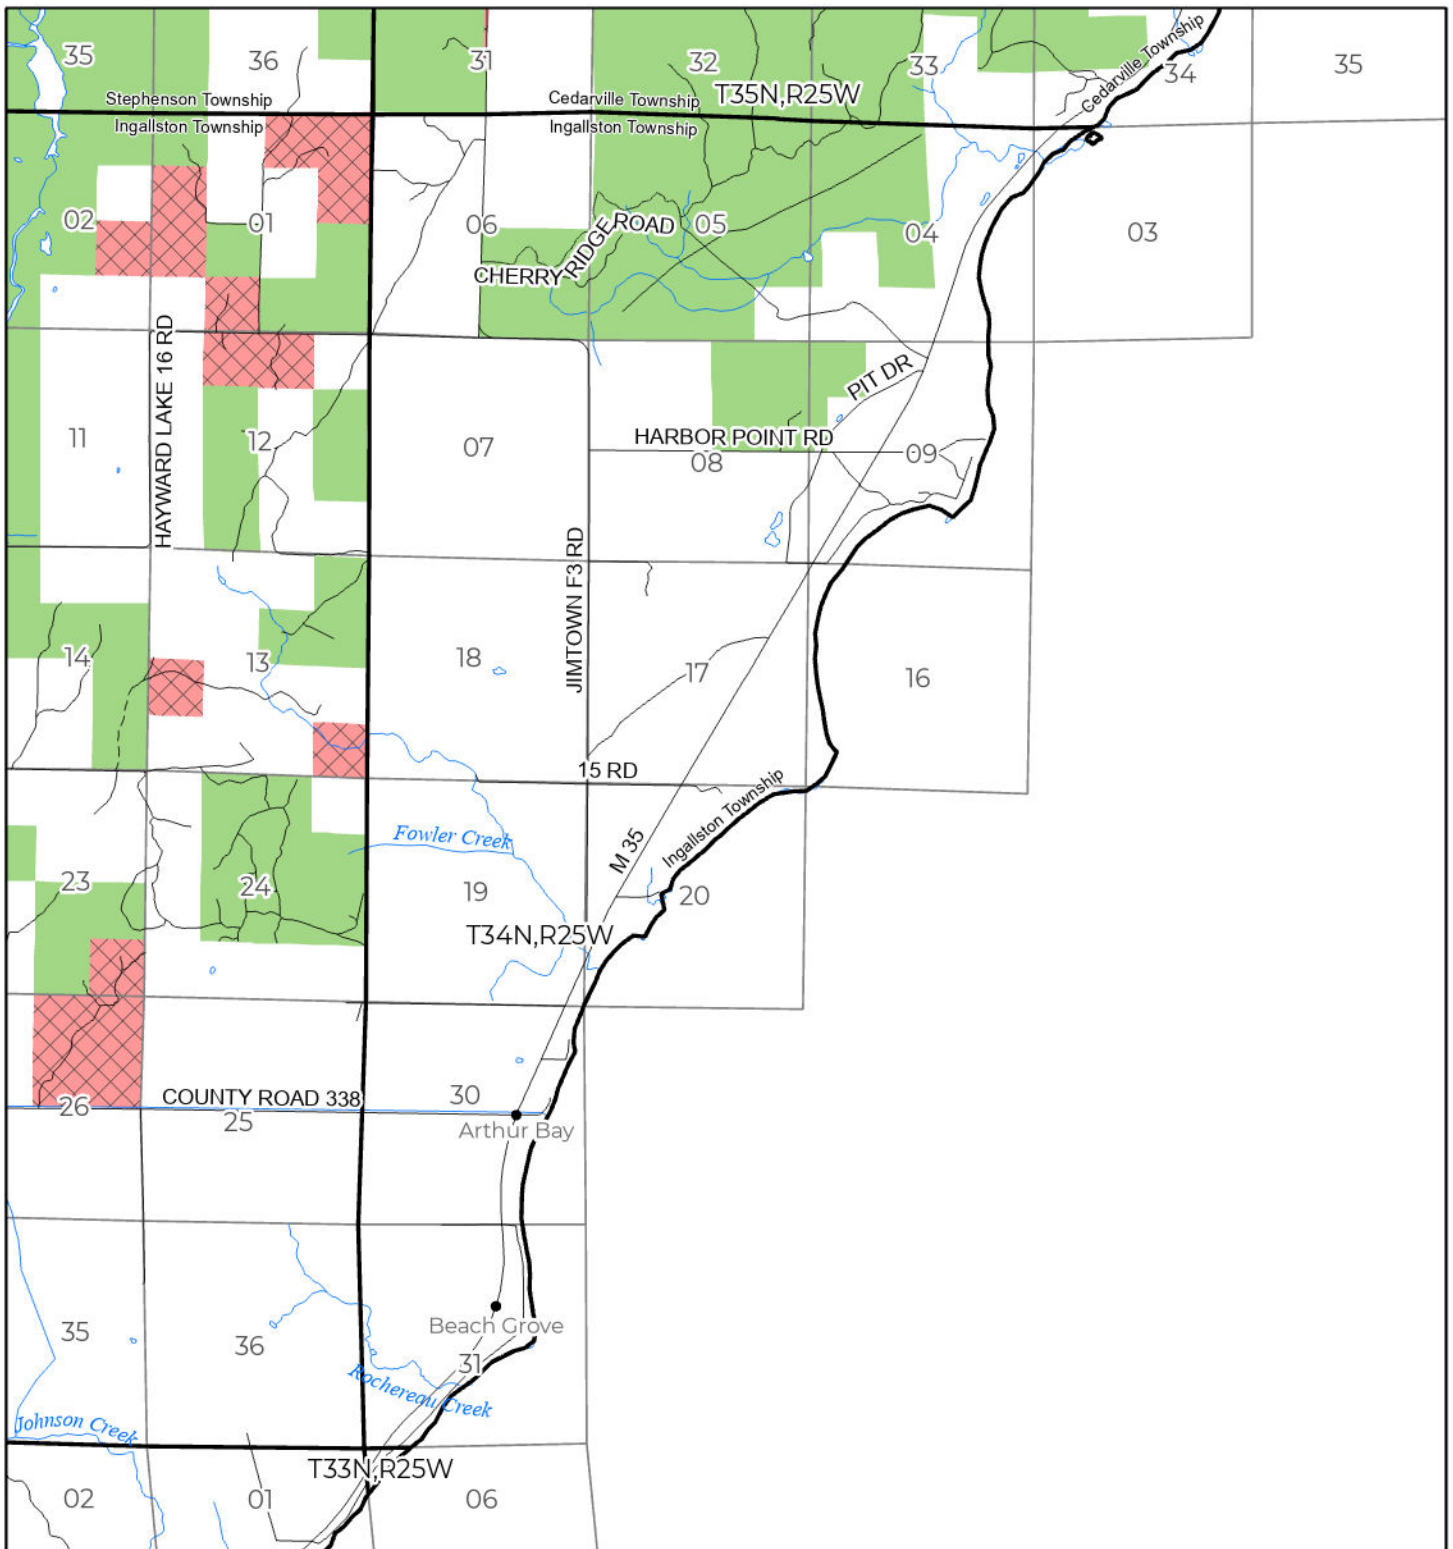 35
36
31
32
33
34
35
Cedarville Township
T35N,R25W
Stephenson Township
Cedarville Township
Ingallston Township
Ingallston Township
02
01
06
CHERRY RIDGE ROAD
05
04
03
HAYWARD LAKE 16 RD
PIT DR
11
12
07
HARBOR POINT RD
08
09
JIMTOWN F3 RD
14
13
18
17
16
15 RD
Ingallston Township
M 35
Fowler Creek
23
24
19
20
T34N,R25W
COUNTY ROAD 338
30
26
25
Arthur Bay
Beach Grove
35
36
31
Rochereau Creek
Johnson Creek
T33N,R25W
02
01
06